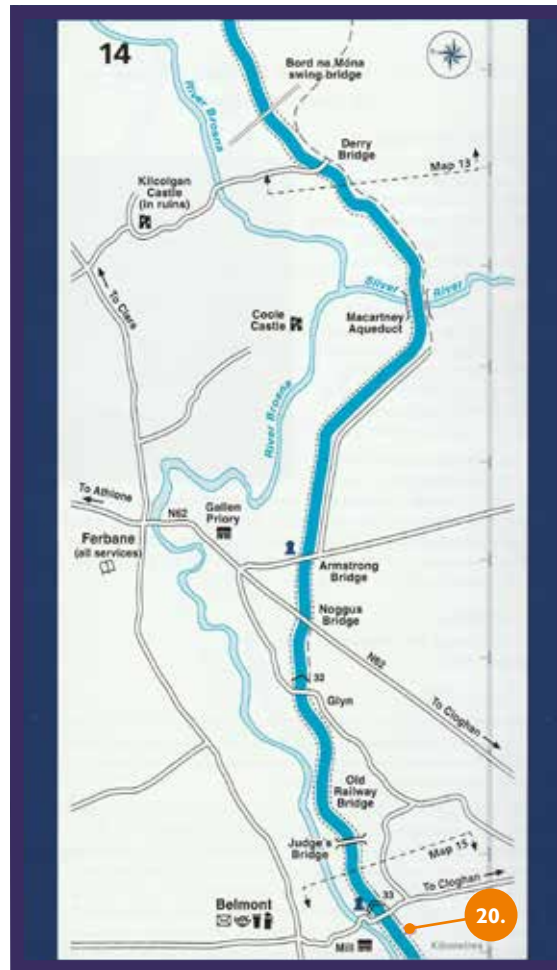 14
Bord na Móna
swing bridge
River Brosna
Derry
Bridge
Map 13
Kilcolgan
Castle
(in ruins)
To Clara
Silver River
Coole
Castle
Macartney
Aqueduct
River Brosna
To Athlone
N62
Gallen
Priory
Ferbane
(all services)
Armstrong
Bridge
Noggus
Bridge
N62
33
Glyn
To Cloghan
Old
Railway
Bridge
Judge's
Bridge
Map 15
To Cloghan
33
Belmont
20.
Mill
Kilometres